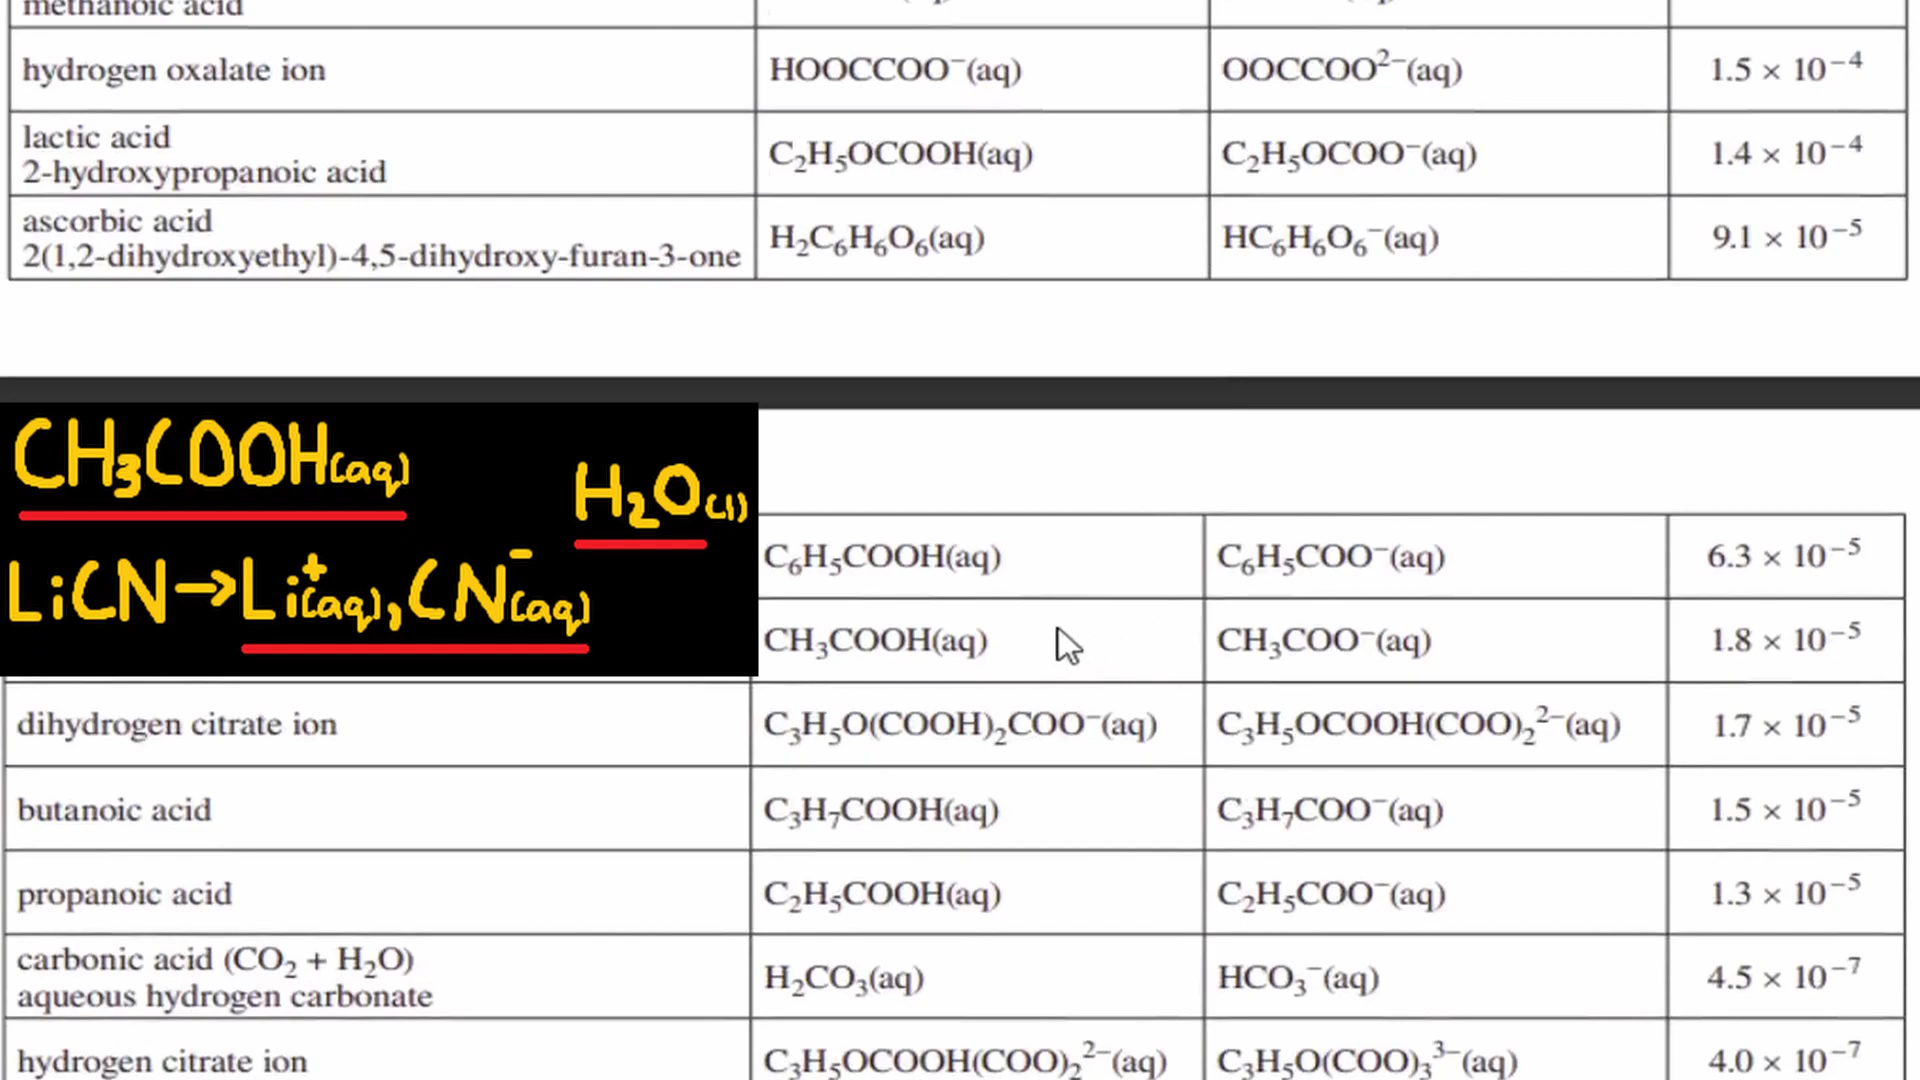 methanoic acid
hydrogen oxalate ion HOOCCOO⁻(aq) OOCCOO²⁻(aq) 1.5 × 10⁻⁴
lactic acid
2-hydroxypropanoic acid C₂H₅OCOOH(aq) C₂H₅OCOO⁻(aq) 1.4 × 10⁻⁴
ascorbic acid
2(1,2-dihydroxyethyl)-4,5-dihydroxy-furan-3-one H₂C₆H₆O₆(aq) HC₆H₆O₆⁻(aq) 9.1 × 10⁻⁵
CH₃COOH(aq)
H₂O(l)
LiCN→Li⁺(aq),CN⁻(aq)
C₆H₅COOH(aq) C₆H₅COO⁻(aq) 6.3 × 10⁻⁵
CH₃COOH(aq) CH₃COO⁻(aq) 1.8 × 10⁻⁵
dihydrogen citrate ion C₃H₅O(COOH)₂COO⁻(aq) C₃H₅OCOOH(COO)₂²⁻(aq) 1.7 × 10⁻⁵
butanoic acid C₃H₇COOH(aq) C₃H₇COO⁻(aq) 1.5 × 10⁻⁵
propanoic acid C₂H₅COOH(aq) C₂H₅COO⁻(aq) 1.3 × 10⁻⁵
carbonic acid (CO₂ + H₂O)
aqueous hydrogen carbonate H₂CO₃(aq) HCO₃⁻(aq) 4.5 × 10⁻⁷
hydrogen citrate ion C₃H₅OCOOH(COO)₂²⁻(aq) C₃H₅O(COO)₃³⁻(aq) 4.0 × 10⁻⁷